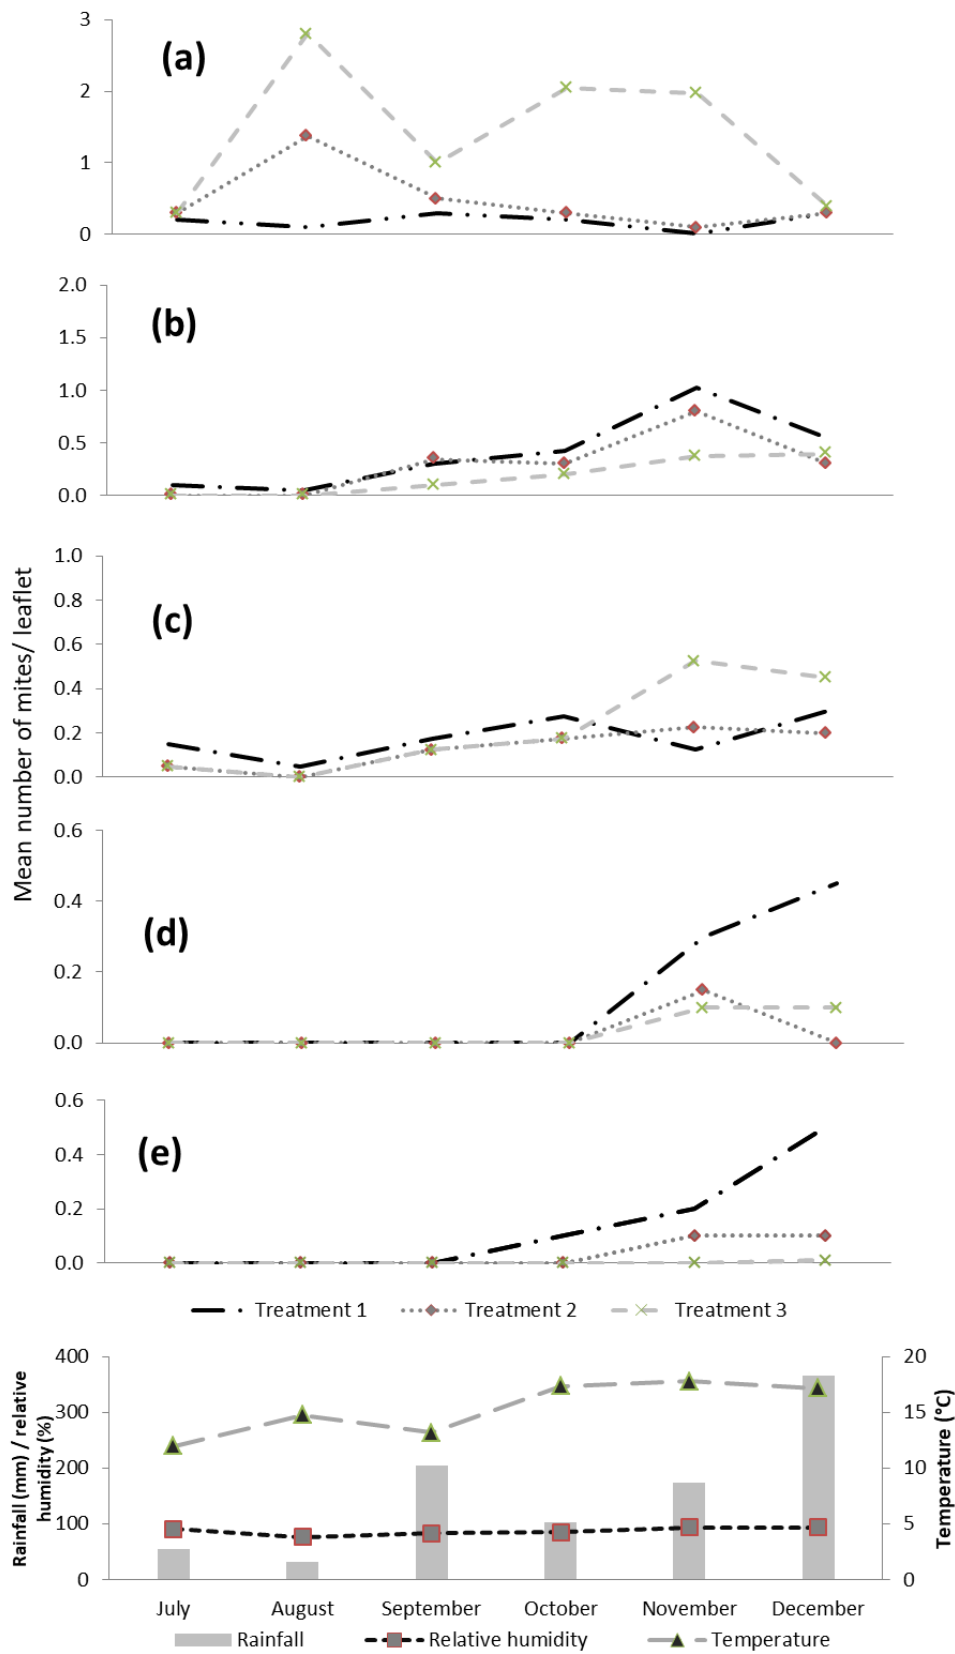 3
(a)
2
1
0
2.0
(b)
1.5
1.0
0.5
0.0
Mean number of mites/ leaflet
1.0
0.8
(c)
0.6
0.4
0.2
0.0
0.6
0.4
(d)
0.2
0.0
0.6
(e)
0.4
0.2
0.0
Treatment 1 Treatment 2 Treatment 3
Rainfall (mm) / relative
humidity (%)
400 20
300 15
200 10
100 5
0 0
Temperature (°C)
July August September October November December
Rainfall Relative humidity Temperature